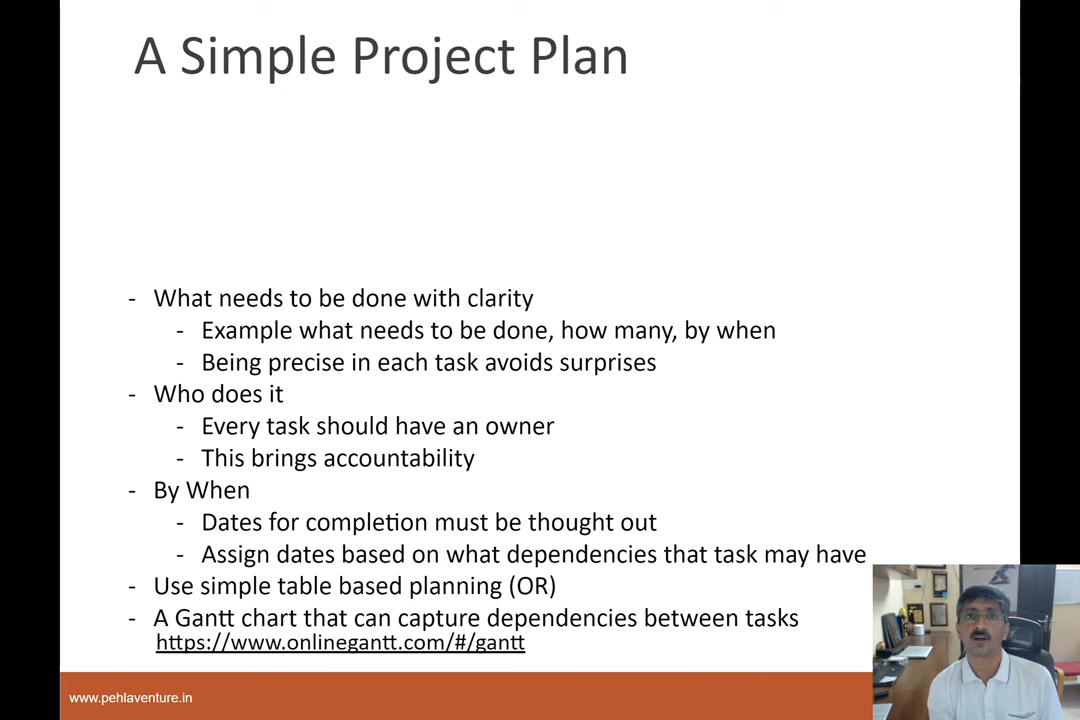 A Simple Project Plan
- What needs to be done with clarity
- Example what needs to be done, how many, by when
- Being precise in each task avoids surprises
- Who does it
- Every task should have an owner
- This brings accountability
- By When
- Dates for completion must be thought out
- Assign dates based on what dependencies that task may have
- Use simple table based planning (OR)
- A Gantt chart that can capture dependencies between tasks
https://www.onlinegantt.com/#/gantt
www.pehlaventure.in